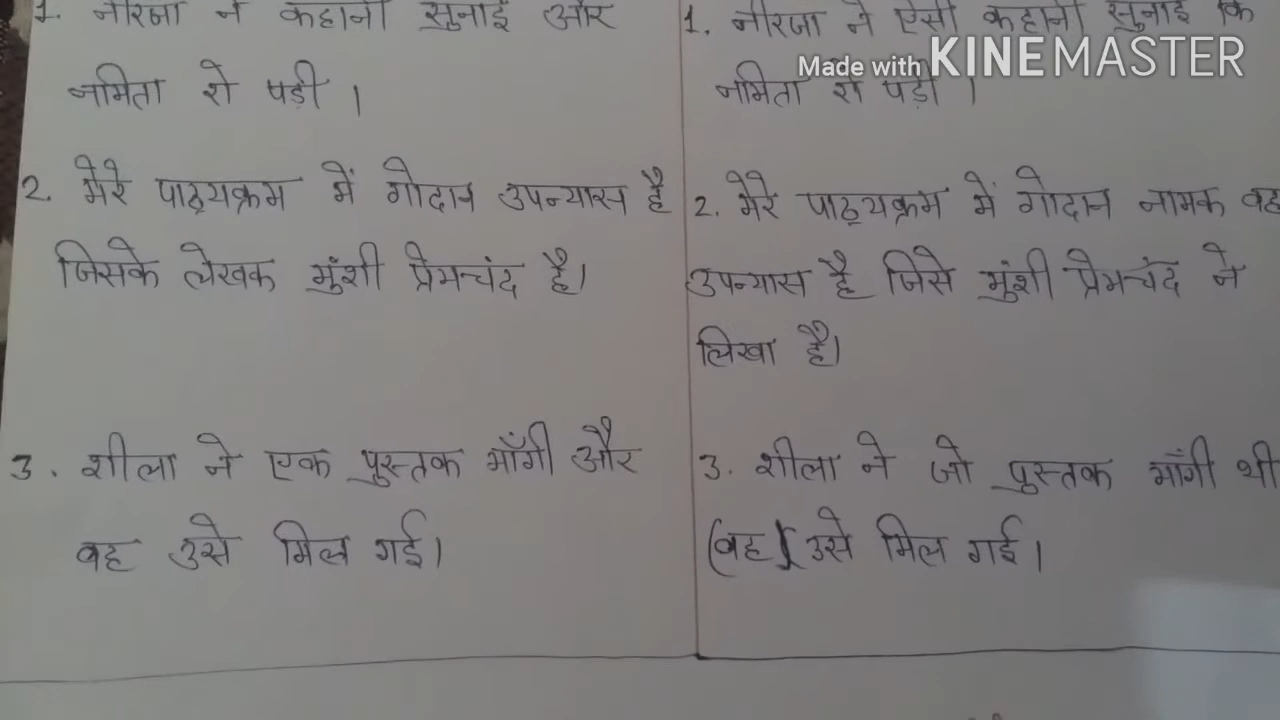 1. नीरजा ने कहानी सुनाई और
नमिता रो पड़ी ।
2. मेरे पाठ्यक्रम में गोदान उपन्यास है
जिसके लेखक मुंशी प्रेमचंद है।
3. शीला ने एक पुस्तक माँगी और
वह उसे मिल गई।
1. नीरजा ने ऐसी कहानी सुनाई कि
Made with KINEMASTER
नमिता रो पड़ी ।
2. मेरे पाठ्यक्रम में गोदान नामक वह
उपन्यास है जिसे मुंशी प्रेमचंद ने
लिखा है।
3. शीला ने जो पुस्तक माँगी थी
(वह) उसे मिल गई।